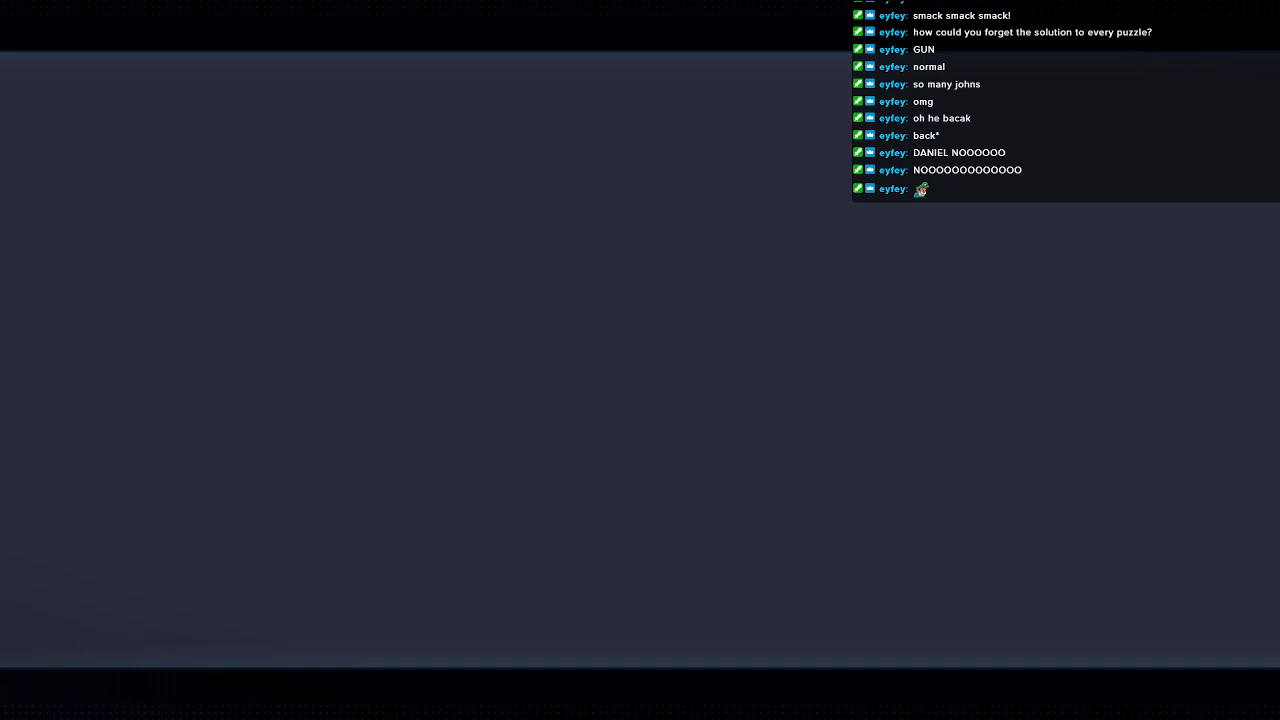 eyfey: smack smack smack!
eyfey: how could you forget the solution to every puzzle?
eyfey: GUN
eyfey: normal
eyfey: so many johns
eyfey: omg
eyfey: oh he bacak
eyfey: back*
eyfey: DANIEL NOOOOOO
eyfey: NOOOOOOOOOOOOO
eyfey: